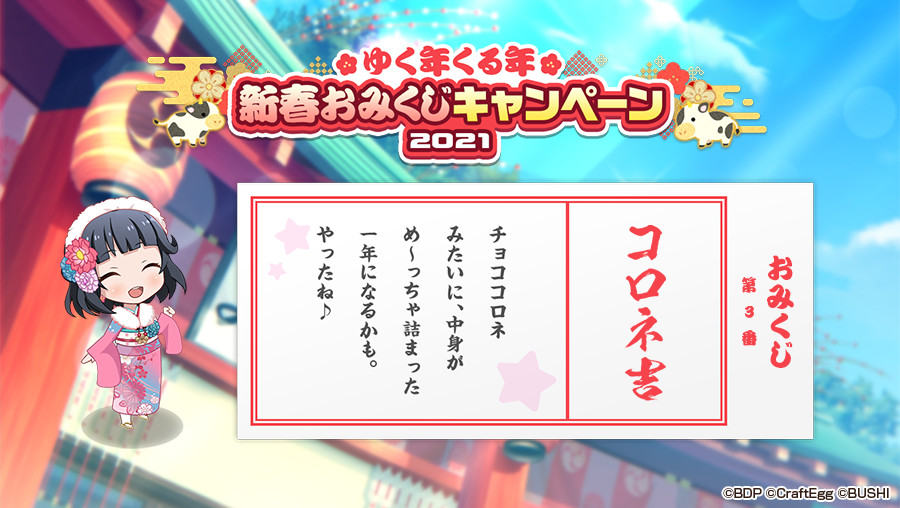 ゆく年くる年
新春おみくじキャンペーン
2021
おみくじ
第3番
コロネ吉
チョココロネ
みたいに、中身が
め〜っちゃ詰まった
一年になるかも。
やったね♪
©BDP ©CraftEgg ©BUSHI